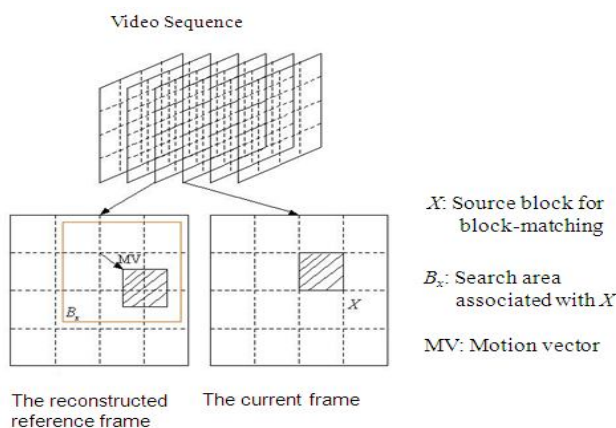 Video Sequence
MV
Bx
X
X: Source block for
block-matching
Bx: Search area
associated with X
MV: Motion vector
The reconstructed
reference frame
The current frame